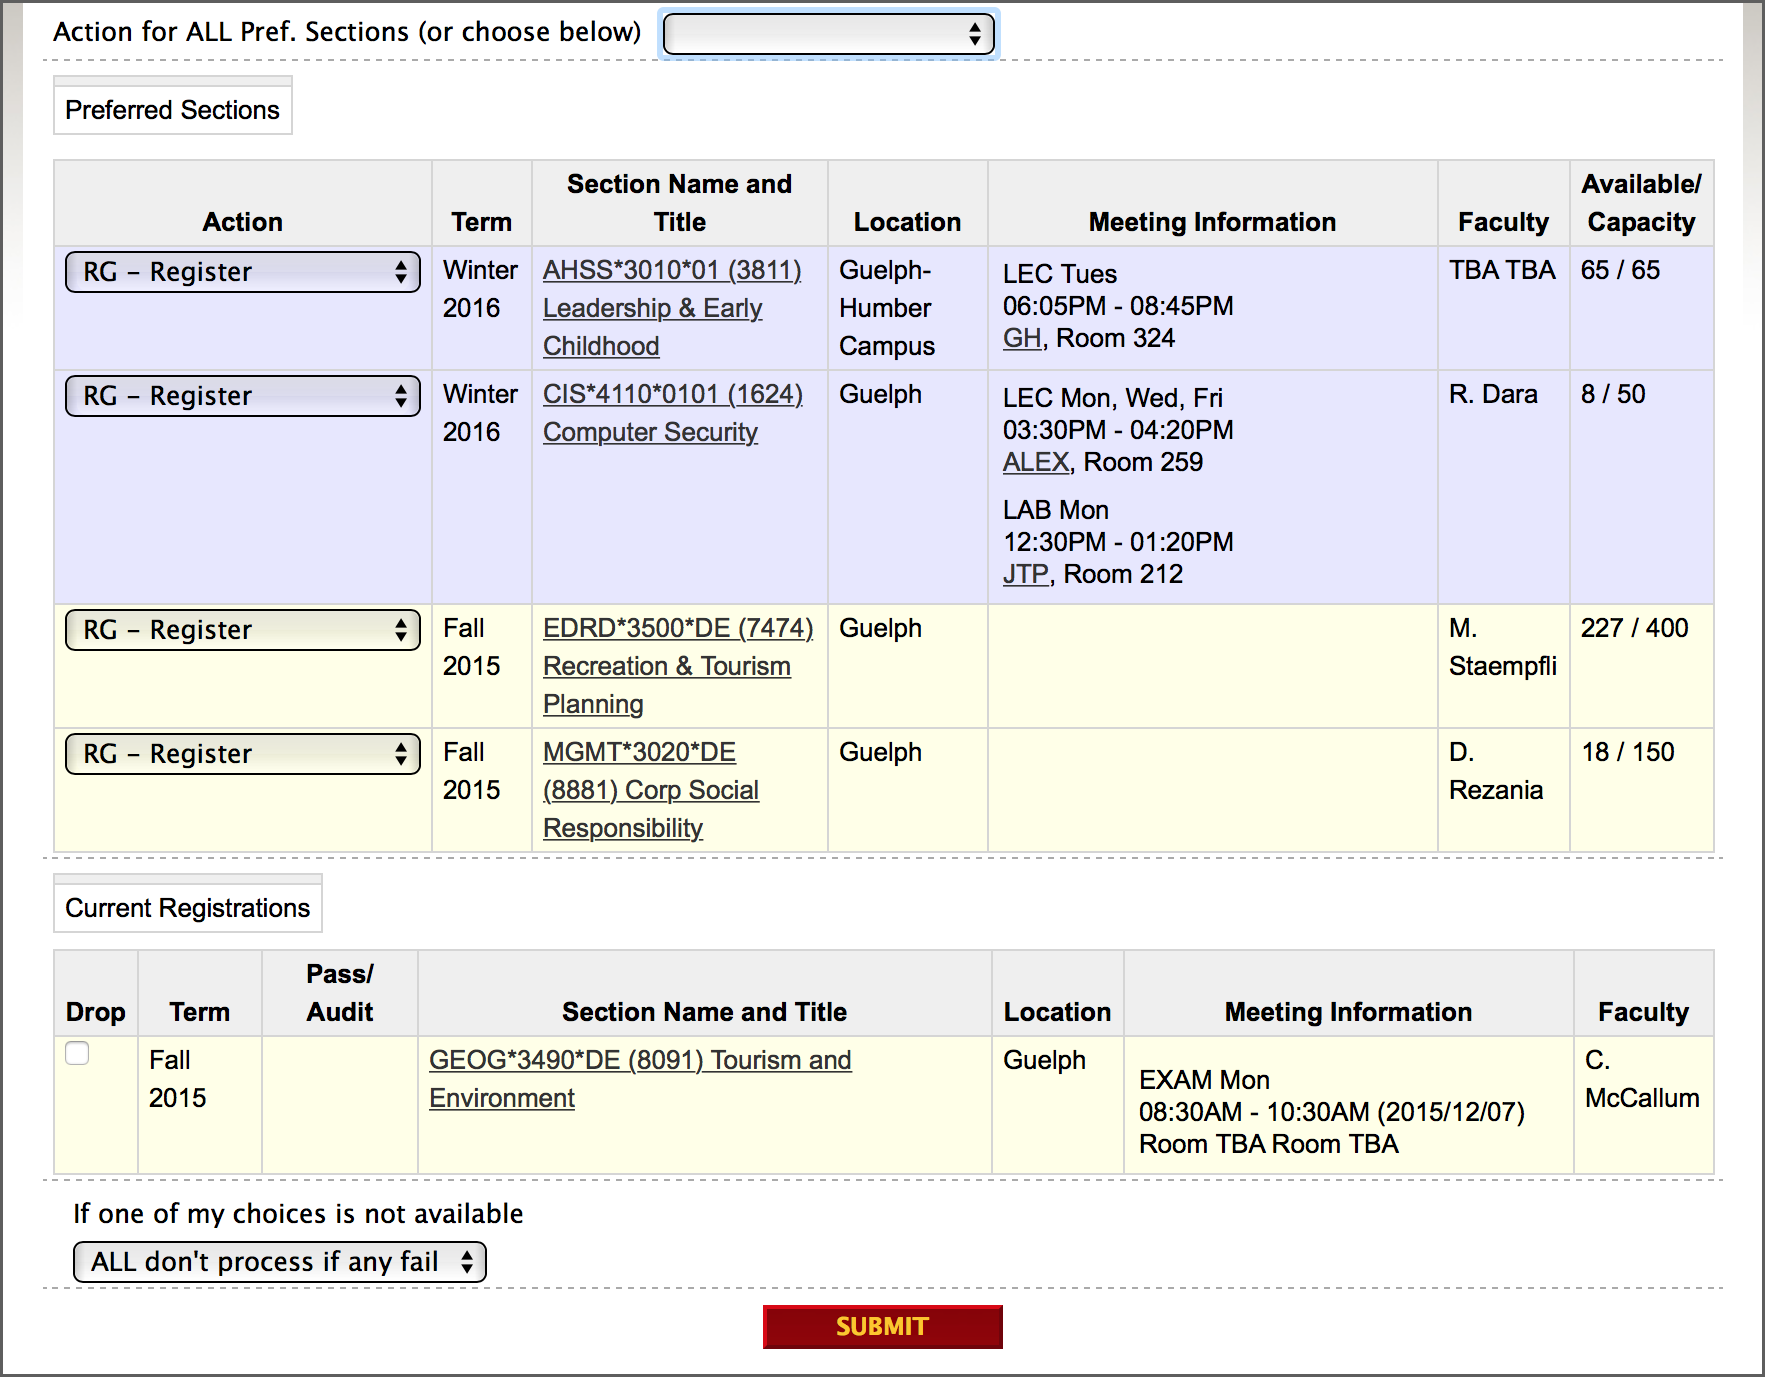 Action for ALL Pref. Sections (or choose below)
Preferred Sections
Action Term Section Name and Title Location Meeting Information Faculty Available/ Capacity
RG – Register
Winter
2016
AHSS*3010*01 (3811)
Leadership & Early
Childhood
Guelph-
Humber
Campus
LEC Tues
06:05PM - 08:45PM
GH, Room 324
TBA TBA
65 / 65
RG – Register
Winter
2016
CIS*4110*0101 (1624)
Computer Security
Guelph
LEC Mon, Wed, Fri
03:30PM - 04:20PM
ALEX, Room 259
LAB Mon
12:30PM - 01:20PM
JTP, Room 212
R. Dara
8 / 50
RG – Register
Fall
2015
EDRD*3500*DE (7474)
Recreation & Tourism
Planning
Guelph
M.
Staempfli
227 / 400
RG – Register
Fall
2015
MGMT*3020*DE
(8881) Corp Social
Responsibility
Guelph
D.
Rezania
18 / 150
Current Registrations
Drop Term Pass/ Audit Section Name and Title Location Meeting Information Faculty
Fall
2015
GEOG*3490*DE (8091) Tourism and
Environment
Guelph
EXAM Mon
08:30AM - 10:30AM (2015/12/07)
Room TBA Room TBA
C.
McCallum
If one of my choices is not available
ALL don't process if any fail
SUBMIT